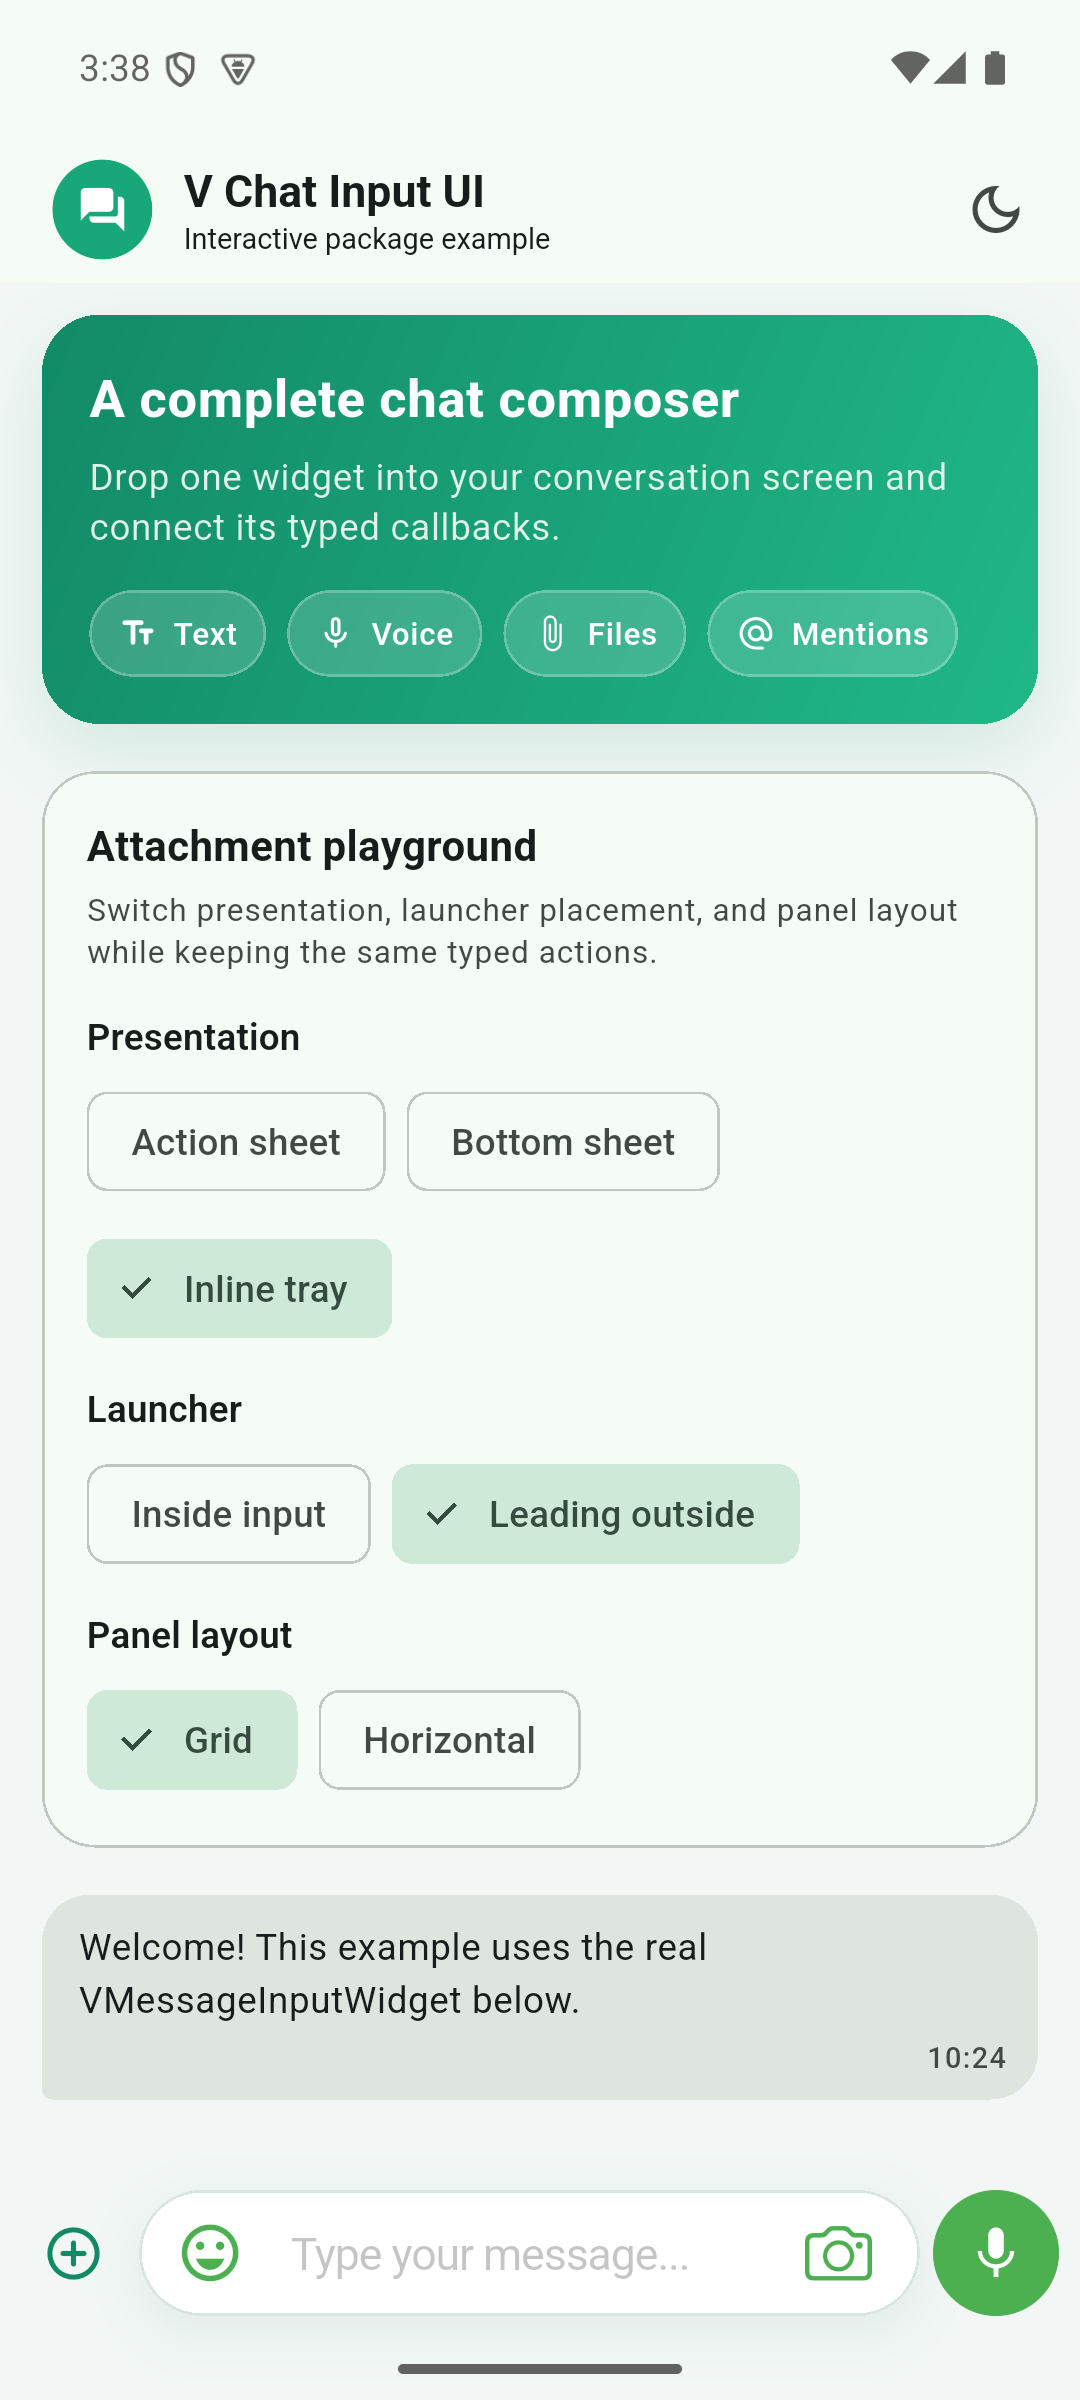 3:38
V Chat Input UI
Interactive package example
A complete chat composer
Drop one widget into your conversation screen and
connect its typed callbacks.
Text
Voice
Files
Mentions
Attachment playground
Switch presentation, launcher placement, and panel layout
while keeping the same typed actions.
Presentation
Action sheet
Bottom sheet
Inline tray
Launcher
Inside input
Leading outside
Panel layout
Grid
Horizontal
Welcome! This example uses the real
VMessageInputWidget below.
10:24
Type your message...